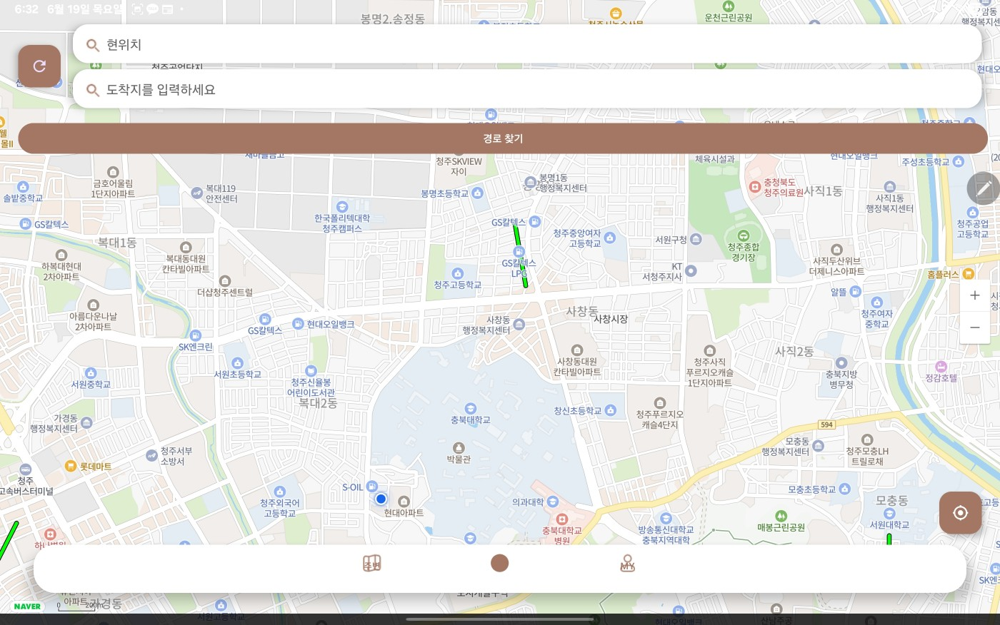 6:32 6월 19일 목요일
봉명2.송정동
운천근린공원
현위치
도착지를 입력하세요
경로 찾기
체육시설과
현대오일뱅크
주성초등학교
청주SKVIEW
자이
봉명1동
행정복지센터
금호어울림
1단지아파트
솔밭중학교
복대119
안전센터
봉명초등학교
충청북도
청주의료원
사직1동
사직1동
행정복지센터
한국폴리텍대학
청주캠퍼스
GS칼텍스
GS칼텍스
청주중앙여자
고등학교
서원구청
청주종합
경기장
청주공업
고등학교
복대1동
하복대현대
2차아파트
복대동대원
칸타빌아파트
GS칼텍스
LPG
KT
서청주지사
사직두산위브
더제니스아파트
홈플러스
더샵청주센트럴
청주고등학교
알뜰
아름다운나날
2차아파트
GS칼텍스
현대오일뱅크
사창동
행정복지센터
사창동
사창시장
청주여자
중학교
SK엔크린
사직2동
서원초등학교
사창동대원
칸타빌아파트
청주사직
푸르지오캐슬
1단지아파트
서원중학교
청주신율봉
어린이도서관
충북지방
병무청
정감호텔
복대2동
가경동
행정복지센터
충북대학교
창신초등학교
청주푸르지오
캐슬4단지
594
청주서부
소방서
박물관
모충동
행정복지센터
청주모충LH
트릴로채
롯데마트
청주
고속버스터미널
S-OIL
현대아파트
청주외국어
고등학교
의과대학
모충초등학교
모충동
서원대학교
충북대학교
병원
방송통신대학교
충북지역대학
매봉근린공원
주변
MY
NAVER
0 200m
가경동